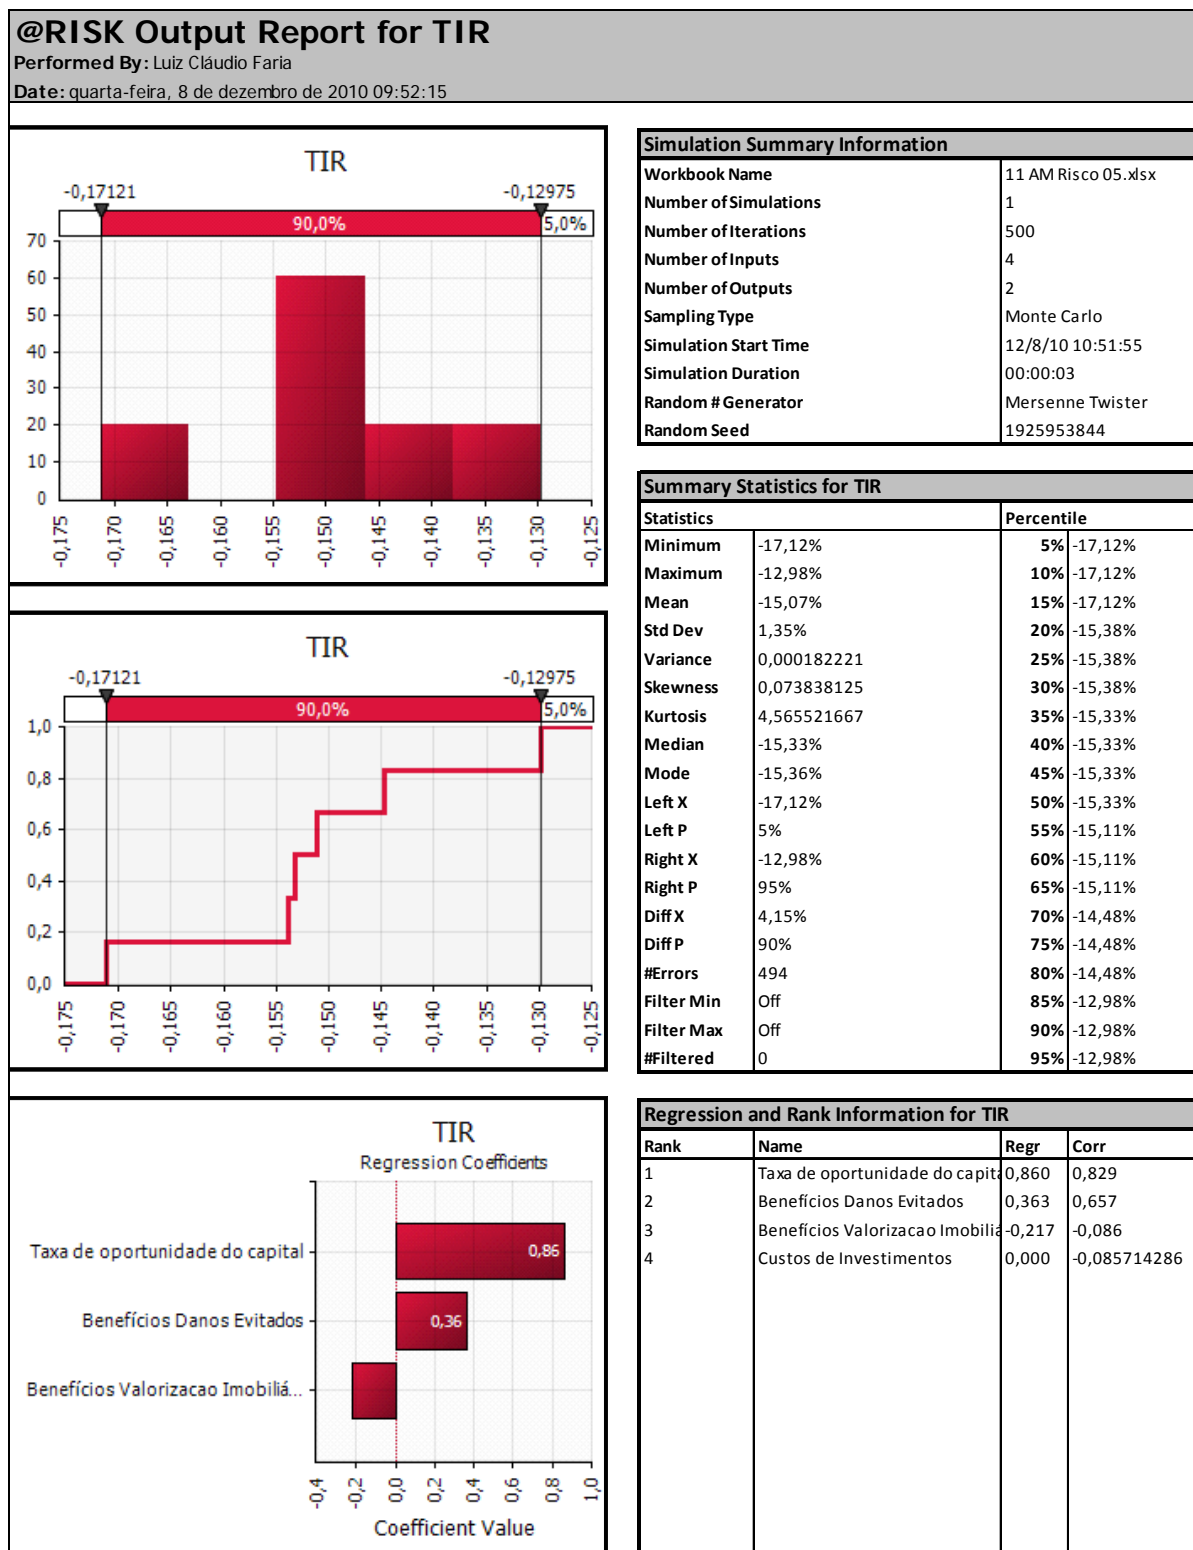 @RISK Output Report for TIR
Performed By: Luiz Cláudio Faria
Date: quarta-feira, 8 de dezembro de 2010 09:52:15
TIR
-0,17121 -0,12975
90,0% 5,0%
70
60
50
40
30
20
10
0
-0,175 -0,170 -0,165 -0,160 -0,155 -0,150 -0,145 -0,140 -0,135 -0,130 -0,125
TIR
-0,17121 -0,12975
90,0% 5,0%
1,0
0,8
0,6
0,4
0,2
0,0
-0,175 -0,170 -0,165 -0,160 -0,155 -0,150 -0,145 -0,140 -0,135 -0,130 -0,125
TIR
Regression Coefficients
Taxa de oportunidade do capital 0,86
Benefícios Danos Evitados 0,36
Benefícios Valorizacao Imobiliá...
-0,4 -0,2 0,0 0,2 0,4 0,6 0,8 1,0
Coefficient Value
Simulation Summary Information
Workbook Name 11 AM Risco 05.xlsx
Number of Simulations 1
Number of Iterations 500
Number of Inputs 4
Number of Outputs 2
Sampling Type Monte Carlo
Simulation Start Time 12/8/10 10:51:55
Simulation Duration 00:00:03
Random # Generator Mersenne Twister
Random Seed 1925953844
Summary Statistics for TIR
Statistics Percentile
Minimum -17,12% 5% -17,12%
Maximum -12,98% 10% -17,12%
Mean -15,07% 15% -17,12%
Std Dev 1,35% 20% -15,38%
Variance 0,000182221 25% -15,38%
Skewness 0,073838125 30% -15,38%
Kurtosis 4,565521667 35% -15,33%
Median -15,33% 40% -15,33%
Mode -15,36% 45% -15,33%
Left X -17,12% 50% -15,33%
Left P 5% 55% -15,11%
Right X -12,98% 60% -15,11%
Right P 95% 65% -15,11%
Diff X 4,15% 70% -14,48%
Diff P 90% 75% -14,48%
#Errors 494 80% -14,48%
Filter Min Off 85% -12,98%
Filter Max Off 90% -12,98%
#Filtered 0 95% -12,98%
Regression and Rank Information for TIR
Rank Name Regr Corr
1 Taxa de oportunidade do capita 0,860 0,829
2 Benefícios Danos Evitados 0,363 0,657
3 Benefícios Valorizacao Imobiliá -0,217 -0,086
4 Custos de Investimentos 0,000 -0,085714286